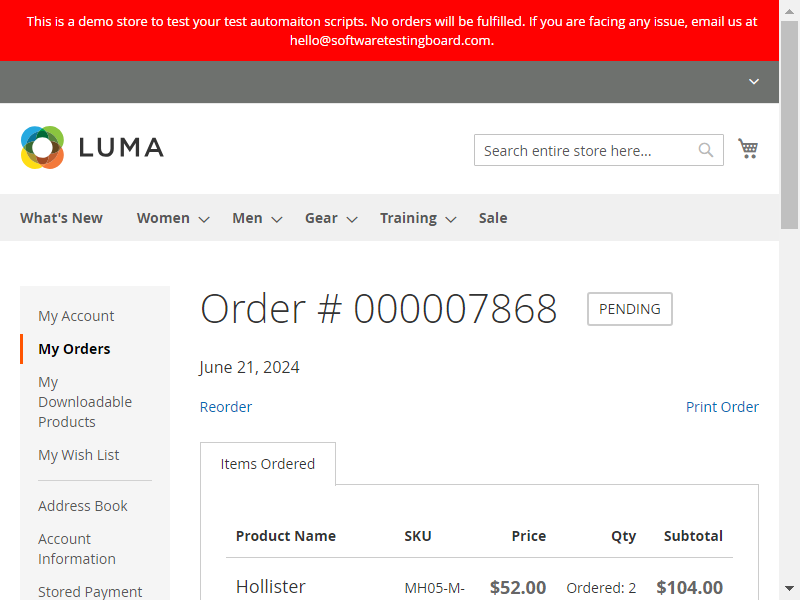 This is a demo store to test your test automaiton scripts. No orders will be fulfilled. If you are facing any issue, email us at
hello@softwaretestingboard.com.
LUMA
Search entire store here...
What's New
Women
Men
Gear
Training
Sale
My Account
My Orders
My
Downloadable
Products
My Wish List
Address Book
Account
Information
Stored Payment
Order # 000007868
PENDING
June 21, 2024
Reorder
Print Order
Items Ordered
Product Name SKU Price Qty Subtotal
Hollister MH05-M- $52.00 Ordered: 2 $104.00